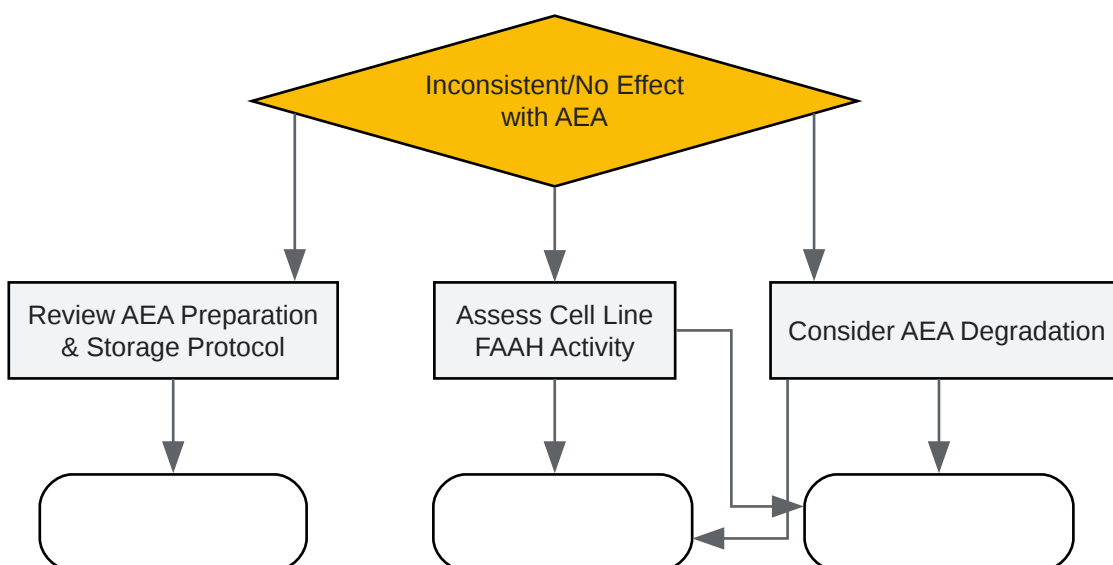 Inconsistent/No Effect
with AEA
Review AEA Preparation
& Storage Protocol
Assess Cell Line
FAAH Activity
Consider AEA Degradation